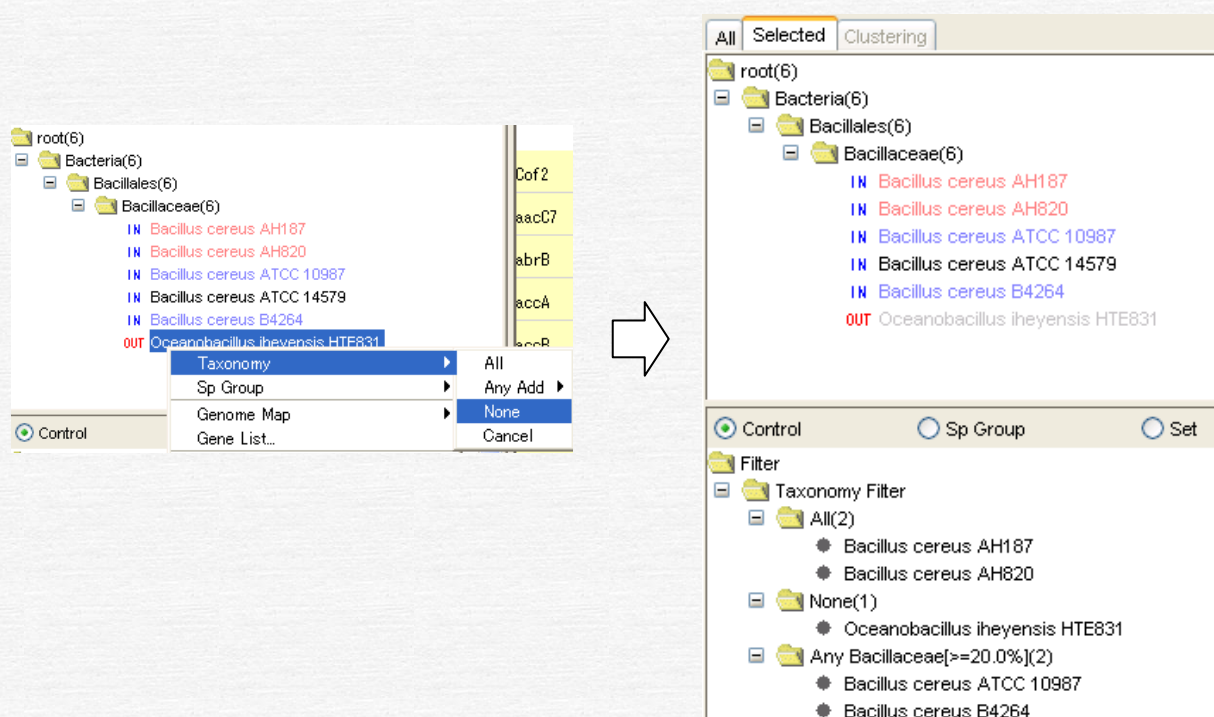 root(6)
Bacteria(6)
Bacillales(6)
Bacillaceae(6)
IN Bacillus cereus AH187
IN Bacillus cereus AH820
IN Bacillus cereus ATCC 10987
IN Bacillus cereus ATCC 14579
IN Bacillus cereus B4264
OUT Oceanobacillus iheyensis HTE831
Taxonomy
Sp Group
Genome Map
Gene List...
All
Any Add
None
Cancel
Control
Cof2
aacC7
abrB
accA
accB
All Selected Clustering
root(6)
Bacteria(6)
Bacillales(6)
Bacillaceae(6)
IN Bacillus cereus AH187
IN Bacillus cereus AH820
IN Bacillus cereus ATCC 10987
IN Bacillus cereus ATCC 14579
IN Bacillus cereus B4264
OUT Oceanobacillus iheyensis HTE831
Control Sp Group Set
Filter
Taxonomy Filter
All(2)
Bacillus cereus AH187
Bacillus cereus AH820
None(1)
Oceanobacillus iheyensis HTE831
Any Bacillaceae[>=20.0%](2)
Bacillus cereus ATCC 10987
Bacillus cereus B4264